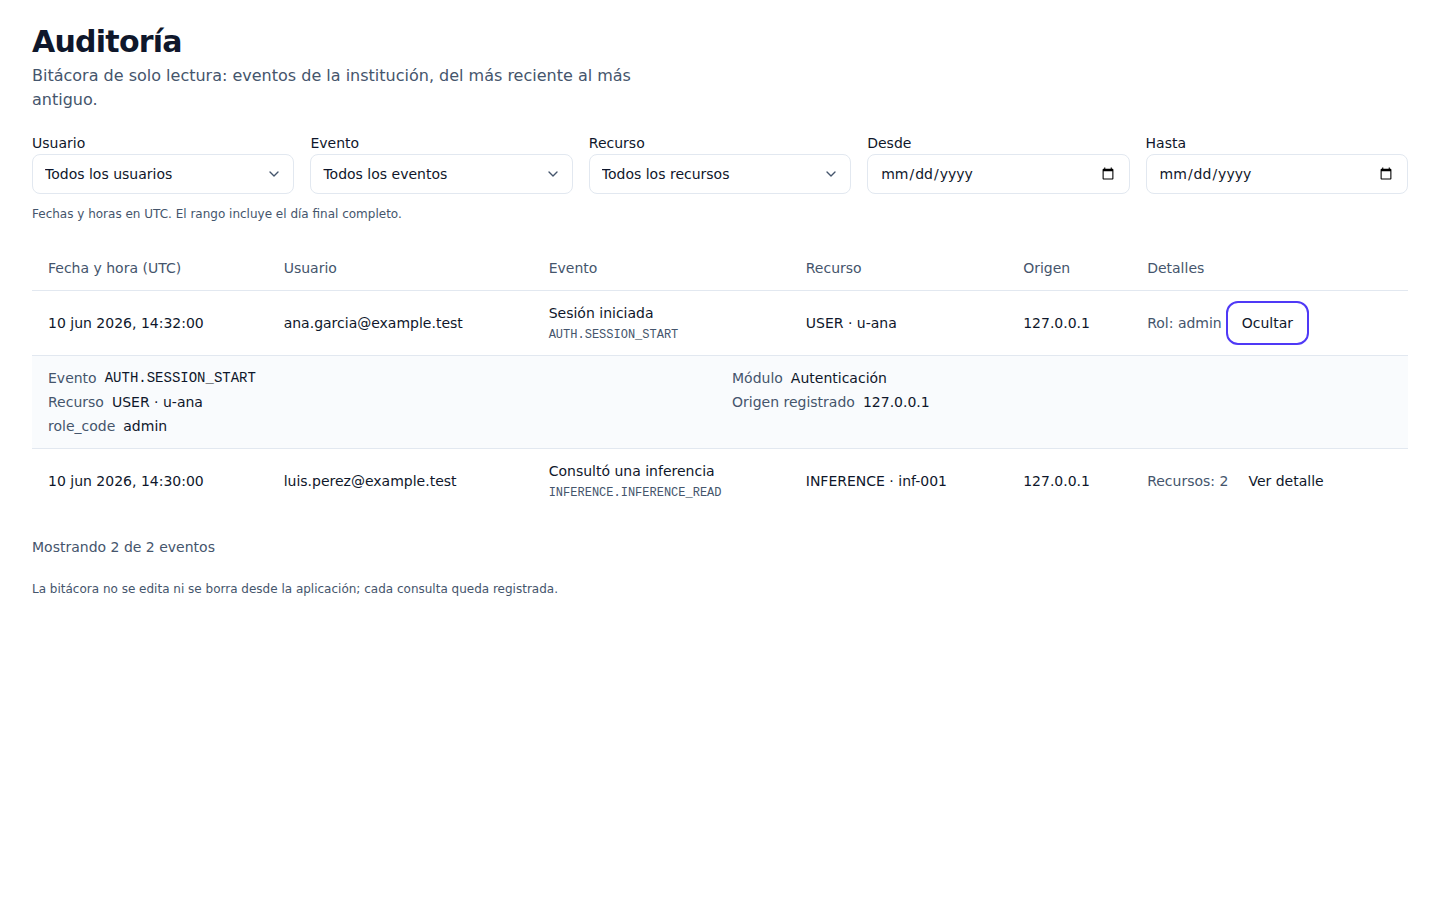 Auditoría
Bitácora de solo lectura: eventos de la institución, del más reciente al más
antiguo.
Usuario Evento Recurso Desde Hasta
Todos los usuarios Todos los eventos Todos los recursos mm/dd/yyyy mm/dd/yyyy
Fechas y horas en UTC. El rango incluye el día final completo.
Fecha y hora (UTC) Usuario Evento Recurso Origen Detalles
10 jun 2026, 14:32:00 ana.garcia@example.test Sesión iniciada USER · u-ana 127.0.0.1 Rol: admin Ocultar
AUTH.SESSION_START
Evento AUTH.SESSION_START Módulo Autenticación
Recurso USER · u-ana Origen registrado 127.0.0.1
role_code admin
10 jun 2026, 14:30:00 luis.perez@example.test Consultó una inferencia INFERENCE · inf-001 127.0.0.1 Recursos: 2 Ver detalle
INFERENCE.INFERENCE_READ
Mostrando 2 de 2 eventos
La bitácora no se edita ni se borra desde la aplicación; cada consulta queda registrada.